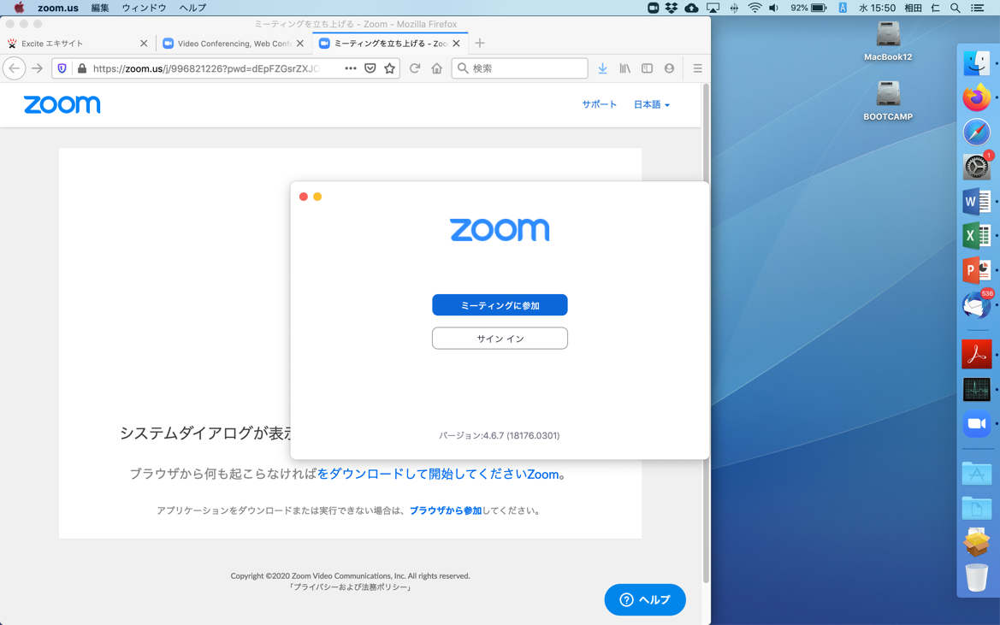 zoom.us 編集 ウィンドウ ヘルプ 92% A 水 15:50 相田 仁
ミーティングを立ち上げる - Zoom - Mozilla Firefox
Excite エキサイト Video Conferencing, Web Conf ミーティングを立ち上げる - Zoo
https://zoom.us/j/996821226?pwd=dEpFZGsrZXJ 検索
zoom サポート 日本語
zoom
ミーティングに参加
サイン イン
バージョン:4.6.7 (18176.0301)
システムダイアログが表
ブラウザから何も起こらなければをダウンロードして開始してくださいZoom。
アプリケーションをダウンロードまたは実行できない場合は、ブラウザから参加してください。
Copyright ©2020 Zoom Video Communications, Inc. All rights reserved.
「プライバシーおよび法務ポリシー」
? ヘルプ
MacBook12
BOOTCAMP
1
W
X
P
536